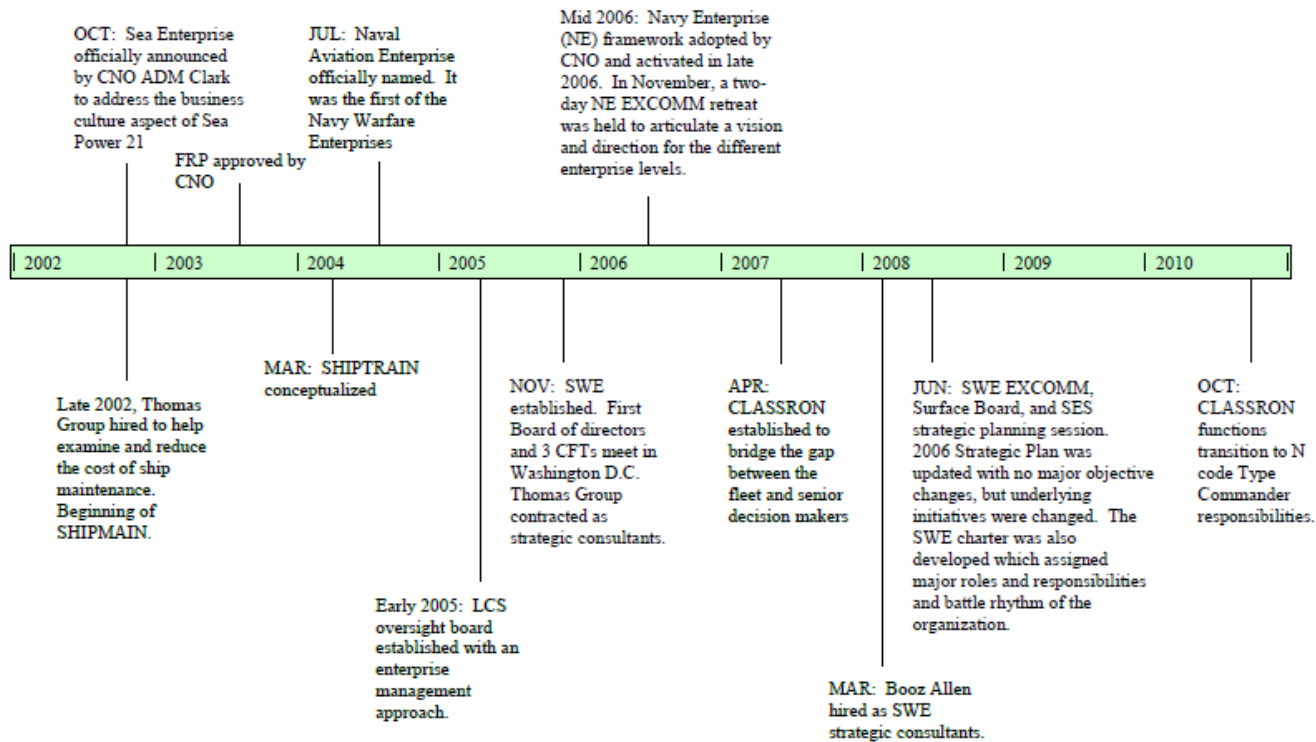 OCT: Sea Enterprise
officially announced
by CNO ADM Clark
to address the business
culture aspect of Sea
Power 21
FRP approved by
CNO
JUL: Naval
Aviation Enterprise
officially named. It
was the first of the
Navy Warfare
Enterprises
Mid 2006: Navy Enterprise
(NE) framework adopted by
CNO and activated in late
2006. In November, a two-
day NE EXCOMM retreat
was held to articulate a vision
and direction for the different
enterprise levels.
2002 2003 2004 2005 2006 2007 2008 2009 2010
Late 2002, Thomas
Group hired to help
examine and reduce
the cost of ship
maintenance.
Beginning of
SHIPMAIN.
MAR: SHIPTRAIN
conceptualized
Early 2005: LCS
oversight board
established with an
enterprise
management
approach.
NOV: SWE
established. First
Board of directors
and 3 CFTs meet in
Washington D.C.
Thomas Group
contracted as
strategic consultants.
APR:
CLASSRON
established to
bridge the gap
between the
fleet and senior
decision makers
MAR: Booz Allen
hired as SWE
strategic consultants.
JUN: SWE EXCOMM,
Surface Board, and SES
strategic planning session.
2006 Strategic Plan was
updated with no major objective
changes, but underlying
initiatives were changed. The
SWE charter was also
developed which assigned
major roles and responsibilities
and battle rhythm of the
organization.
OCT:
CLASSRON
functions
transition to N
code Type
Commander
responsibilities.